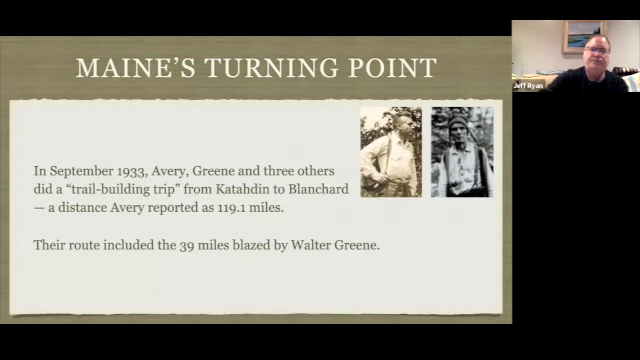 MAINE'S TURNING POINT
In September 1933, Avery, Greene and three others
did a “trail-building trip” from Katahdin to Blanchard
— a distance Avery reported as 119.1 miles.
Their route included the 39 miles blazed by Walter Greene.
Jeff Ryan